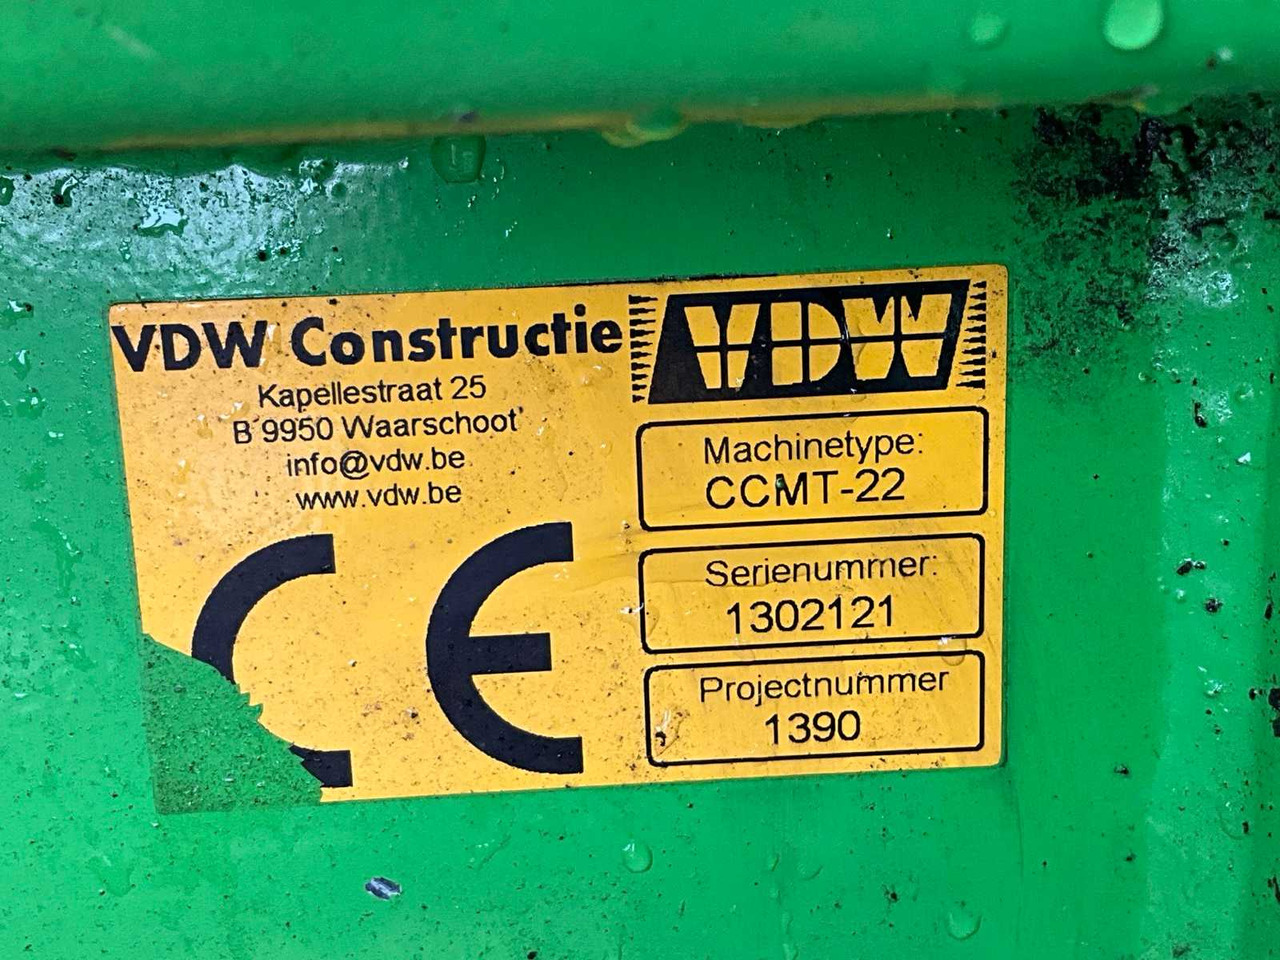 VDW Constructie
Kapellestraat 25
B 9950 Waarschoot
info@vdw.be
www.vdw.be
CE
VDW
Machinetype:
CCMT-22
Serienummer:
1302121
Projectnummer
1390